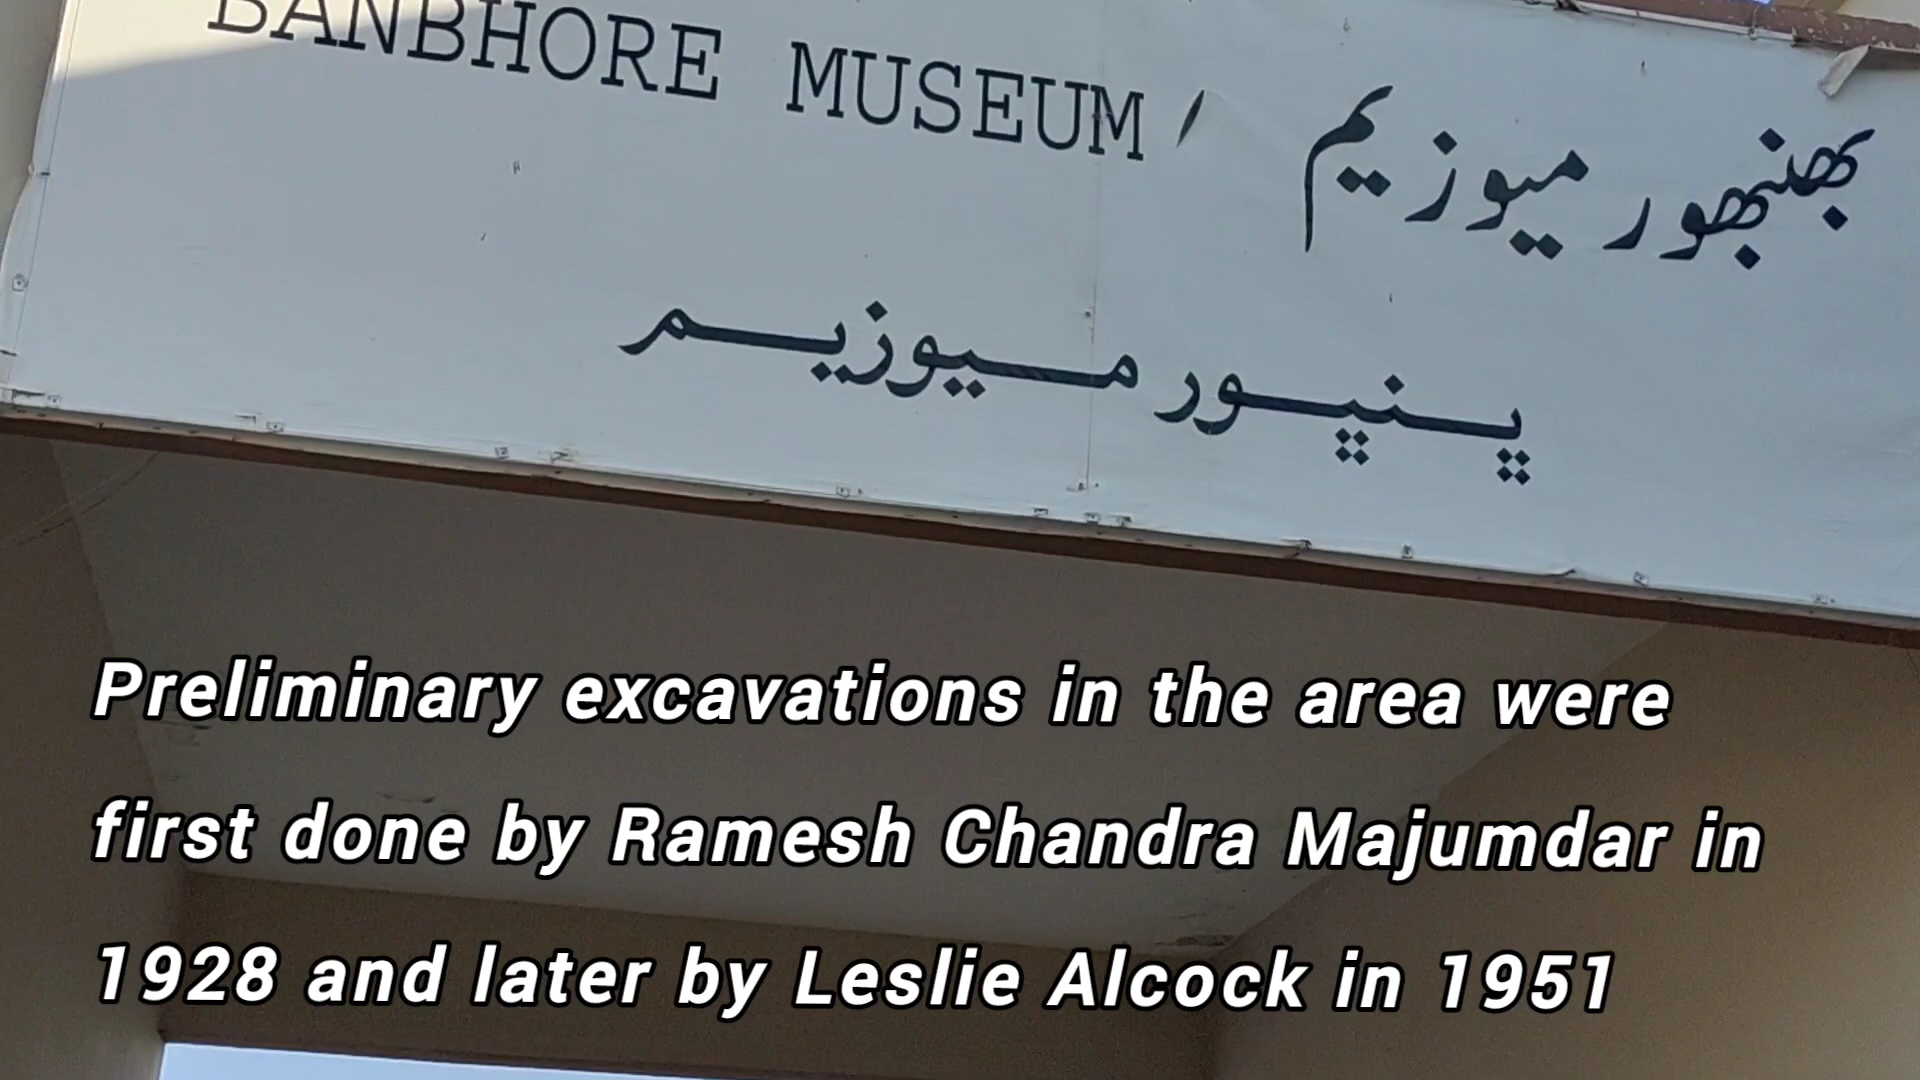 BANBHORE MUSEUM / بھنبھور میوزیم
ڀنڀور ميوزيم
Preliminary excavations in the area were
first done by Ramesh Chandra Majumdar in
1928 and later by Leslie Alcock in 1951